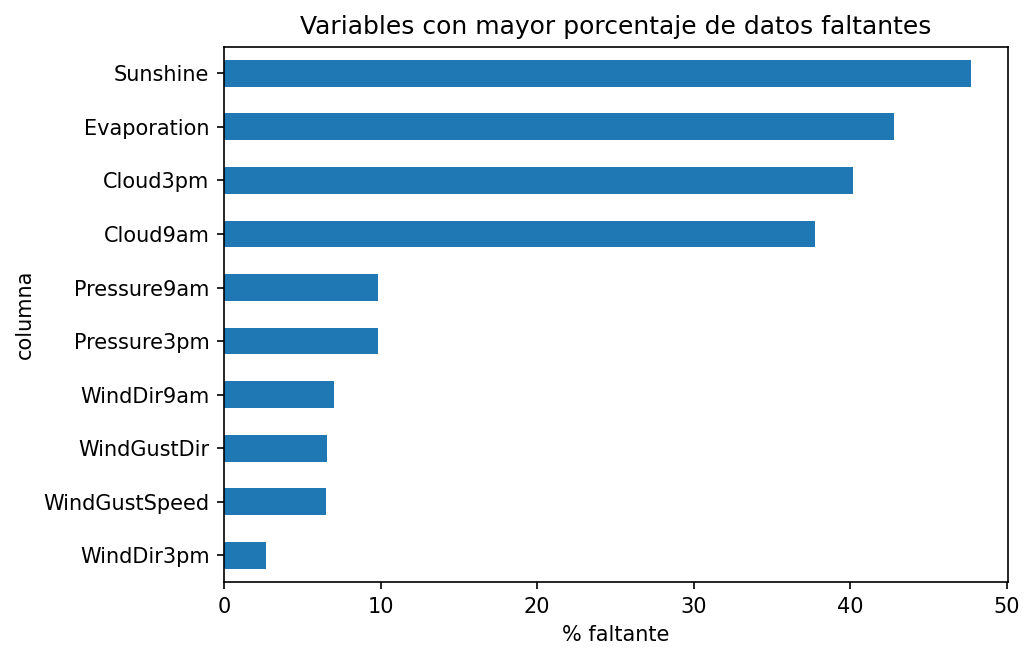 Variables con mayor porcentaje de datos faltantes
Sunshine
Evaporation
Cloud3pm
Cloud9am
Pressure9am
Pressure3pm
WindDir9am
WindGustDir
WindGustSpeed
WindDir3pm
columna
0 10 20 30 40 50
% faltante